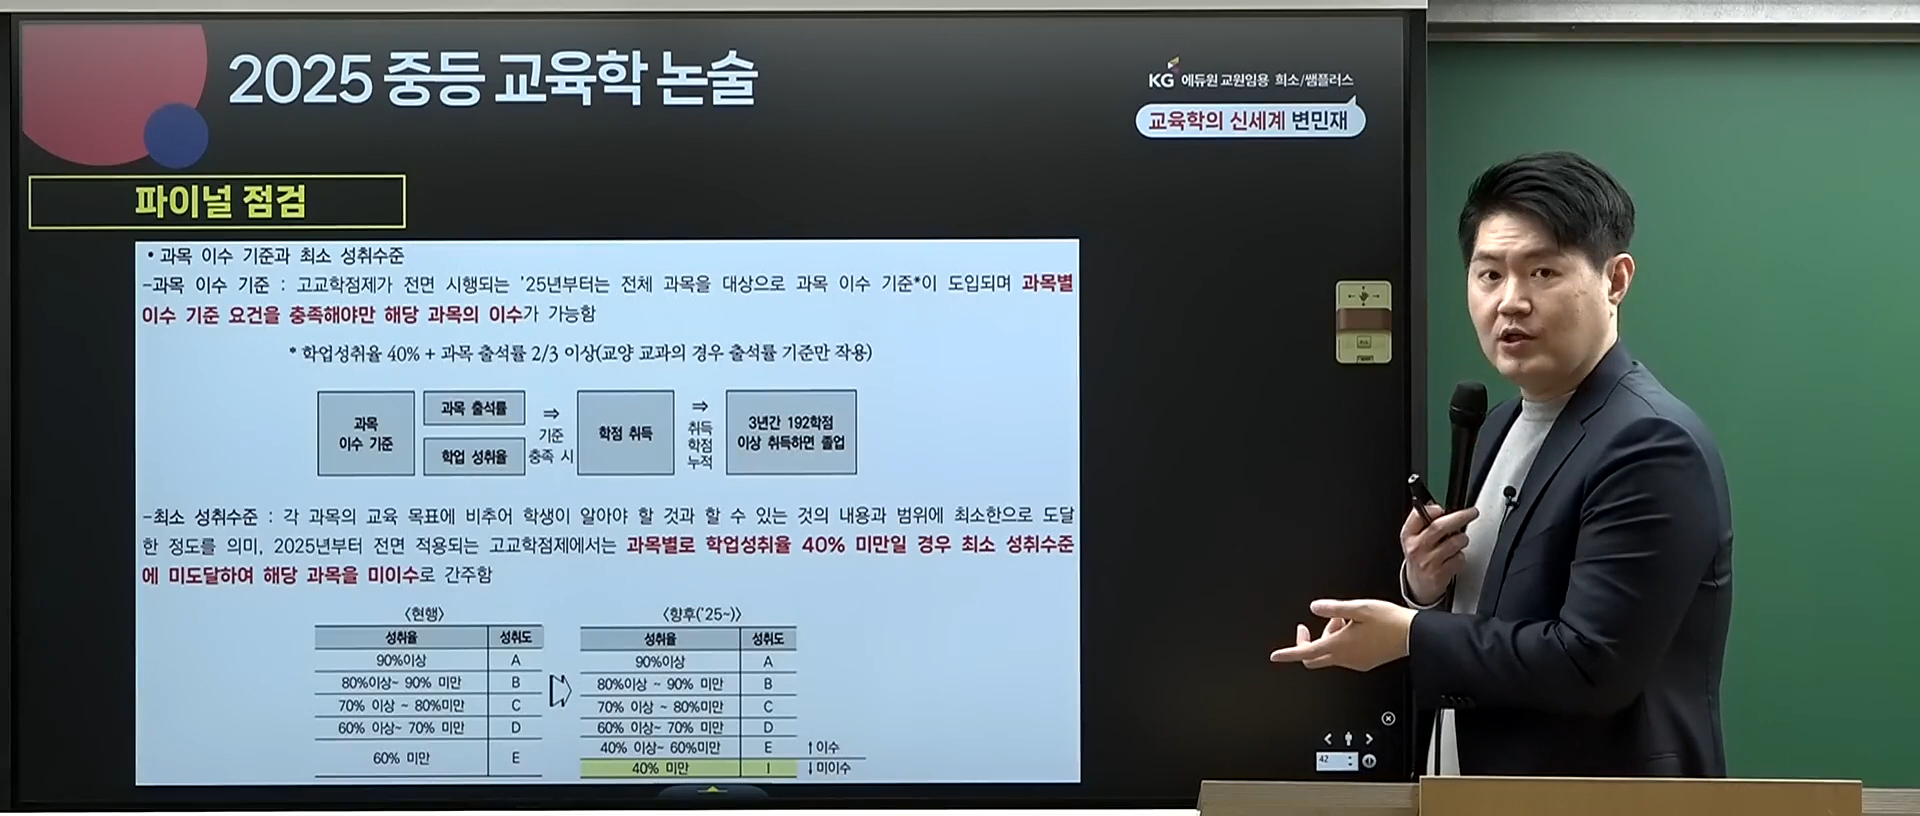 2025 중등 교육학 논술
KG 에듀원 교원임용 희소/쌤플러스
교육학의 신세계 변민재
파이널 점검
• 과목 이수 기준과 최소 성취수준
-과목 이수 기준 : 고교학점제가 전면 시행되는 '25년부터는 전체 과목을 대상으로 과목 이수 기준*이 도입되며 과목별
이수 기준 요건을 충족해야만 해당 과목의 이수가 가능함
* 학업성취율 40% + 과목 출석률 2/3 이상(교양 교과의 경우 출석률 기준만 작용)
과목
이수 기준
과목 출석률
학업 성취율
⇒
기준
충족 시
학점 취득
⇒
취득
학점
누적
3년간 192학점
이상 취득하면 졸업
-최소 성취수준 : 각 과목의 교육 목표에 비추어 학생이 알아야 할 것과 할 수 있는 것의 내용과 범위에 최소한으로 도달
한 정도를 의미, 2025년부터 전면 적용되는 고교학점제에서는 과목별로 학업성취율 40% 미만일 경우 최소 성취수준
에 미도달하여 해당 과목을 미이수로 간주함
<현행>
성취율 성취도
90%이상 A
80%이상~ 90% 미만 B
70% 이상 ~ 80%미만 C
60% 이상~ 70% 미만 D
60% 미만 E
<향후('25~)>
성취율 성취도
90%이상 A
80%이상 ~ 90% 미만 B
70% 이상 ~ 80%미만 C
60% 이상~ 70% 미만 D
40% 이상~ 60%미만 E ↑이수
40% 미만 I ↓미이수
42